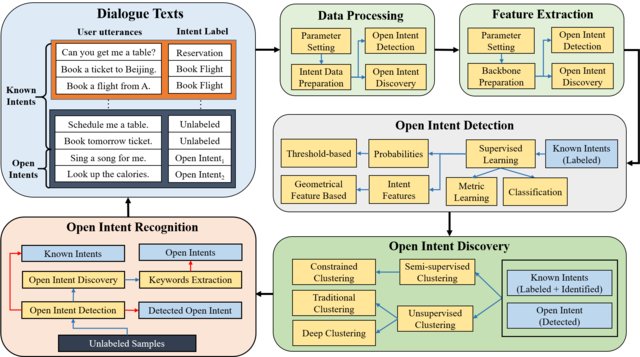 Dialogue Texts
User utterances Intent Label
Can you get me a table? Reservation
Book a ticket to Beijing. Book Flight
Book a flight from A. Book Flight
Known
Intents
Schedule me a table. Unlabeled
Book tomorrow ticket. Unlabeled
Sing a song for me. Open Intent1
Look up the calories. Open Intent2
Open
Intents
Data Processing
Parameter
Setting
Open Intent
Detection
Intent Data
Preparation
Open Intent
Discovery
Feature Extraction
Parameter
Setting
Open Intent
Detection
Backbone
Preparation
Open Intent
Discovery
Open Intent Detection
Threshold-based
Probabilities
Supervised
Learning
Known Intents
(Labeled)
Geometrical
Feature Based
Intent
Features
Metric
Learning
Classification
Open Intent Recognition
Known Intents
Open Intents
Open Intent Discovery
Keywords Extraction
Open Intent Detection
Detected Open Intent
Unlabeled Samples
Open Intent Discovery
Constrained
Clustering
Semi-supervised
Clustering
Known Intents
(Labeled + Identified)
Traditional
Clustering
Unsupervised
Clustering
Open Intent
(Detected)
Deep Clustering